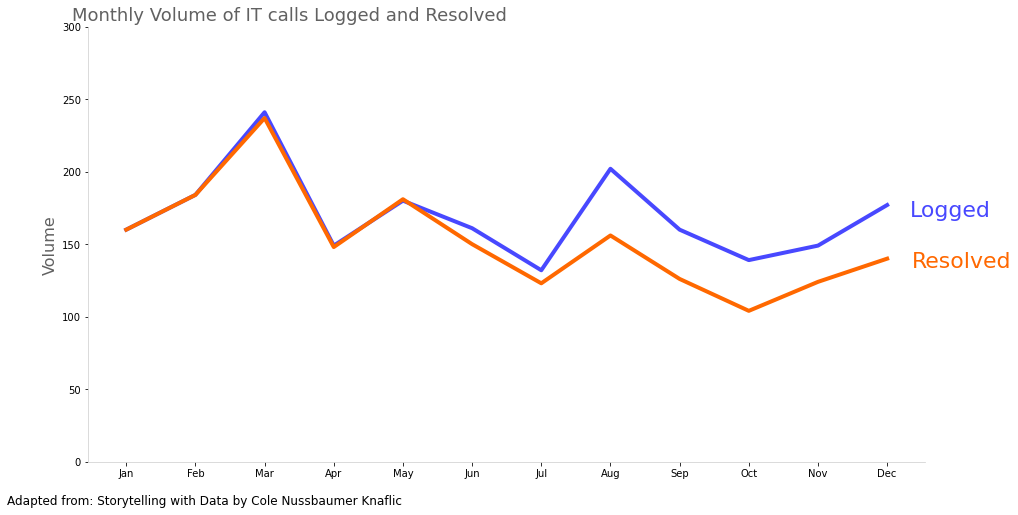 Monthly Volume of IT calls Logged and Resolved
300
250
200
150
100
50
0
Volume
Logged
Resolved
Jan Feb Mar Apr May Jun Jul Aug Sep Oct Nov Dec
Adapted from: Storytelling with Data by Cole Nussbaumer Knaflic